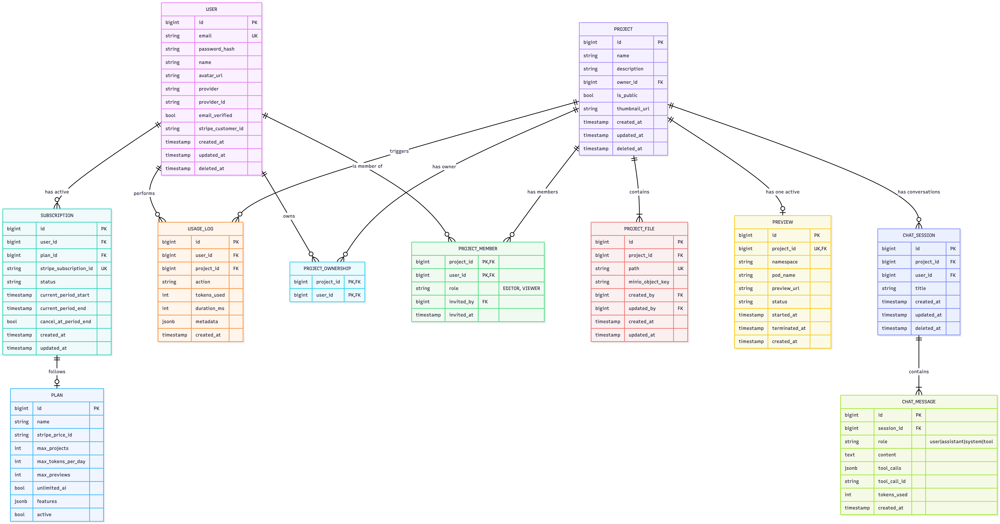 USER
bigint id PK
string email UK
string password_hash
string name
string avatar_url
string provider
string provider_id
bool email_verified
string stripe_customer_id
timestamp created_at
timestamp updated_at
timestamp deleted_at
PROJECT
bigint id PK
string name
string description
bigint owner_id FK
bool is_public
string thumbnail_url
timestamp created_at
timestamp updated_at
timestamp deleted_at
triggers
is member of
has owner
has active
performs
owns
has members
contains
has one active
has conversations
SUBSCRIPTION
bigint id PK
bigint user_id FK
bigint plan_id FK
string stripe_subscription_id UK
string status
timestamp current_period_start
timestamp current_period_end
bool cancel_at_period_end
timestamp created_at
timestamp updated_at
USAGE_LOG
bigint id PK
bigint user_id FK
bigint project_id FK
string action
int tokens_used
int duration_ms
jsonb metadata
timestamp created_at
PROJECT_OWNERSHIP
bigint project_id PK,FK
bigint user_id PK,FK
PROJECT_MEMBER
bigint project_id PK,FK
bigint user_id PK,FK
string role EDITOR, VIEWER
bigint invited_by FK
timestamp invited_at
PROJECT_FILE
bigint id PK
bigint project_id FK
string path UK
string minio_object_key
bigint created_by FK
bigint updated_by FK
timestamp created_at
timestamp updated_at
PREVIEW
bigint id PK
bigint project_id UK,FK
string namespace
string pod_name
string preview_url
string status
timestamp started_at
timestamp terminated_at
timestamp created_at
CHAT_SESSION
bigint id PK
bigint project_id FK
bigint user_id FK
string title
timestamp created_at
timestamp updated_at
timestamp deleted_at
follows
contains
PLAN
bigint id PK
string name
string stripe_price_id
int max_projects
int max_tokens_per_day
int max_previews
bool unlimited_ai
jsonb features
bool active
CHAT_MESSAGE
bigint id PK
bigint session_id FK
string role user|assistant|system|tool
text content
jsonb tool_calls
string tool_call_id
int tokens_used
timestamp created_at